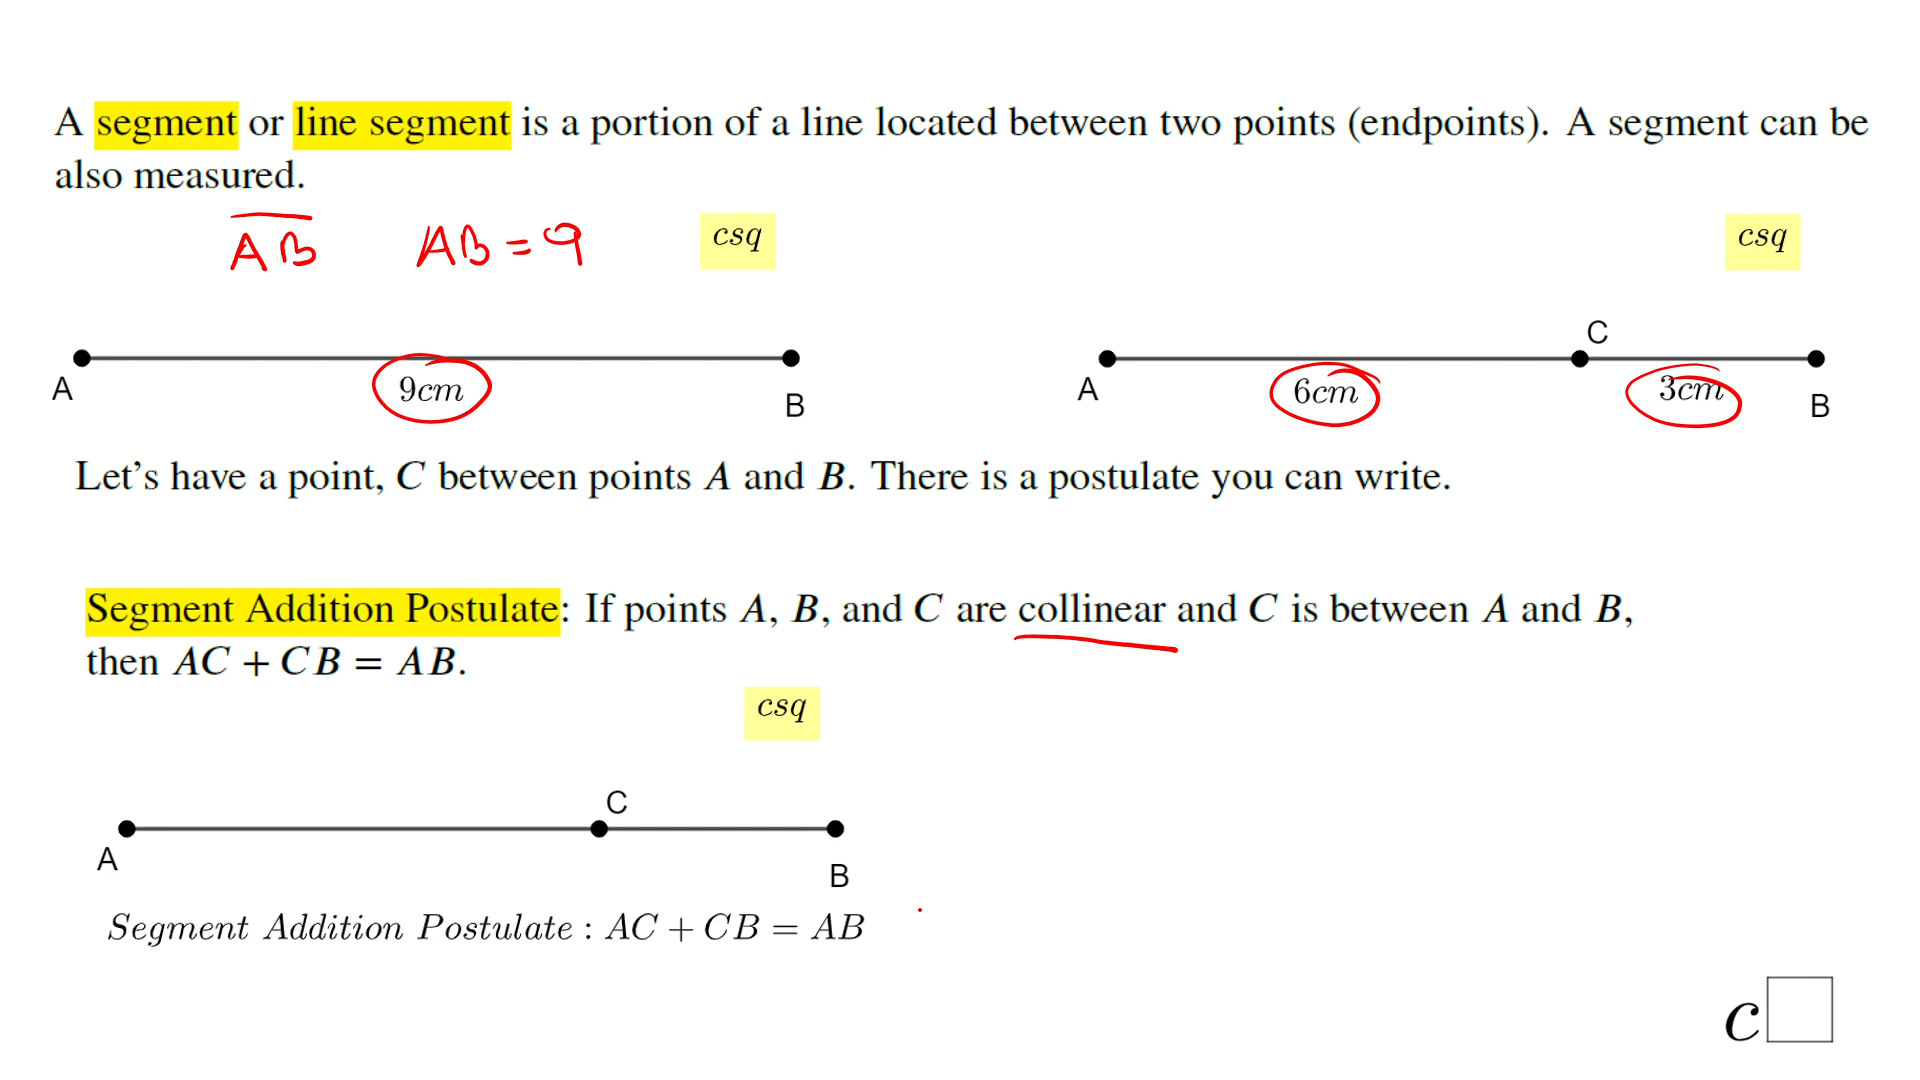 A segment or line segment is a portion of a line located between two points (endpoints). A segment can be
also measured.
AB AB = 9 csq csq
C
A 9cm B A 6cm 3cm B
Let's have a point, C between points A and B. There is a postulate you can write.
Segment Addition Postulate: If points A, B, and C are collinear and C is between A and B,
then AC + CB = AB.
csq
C
A B
Segment Addition Postulate : AC + CB = AB
c